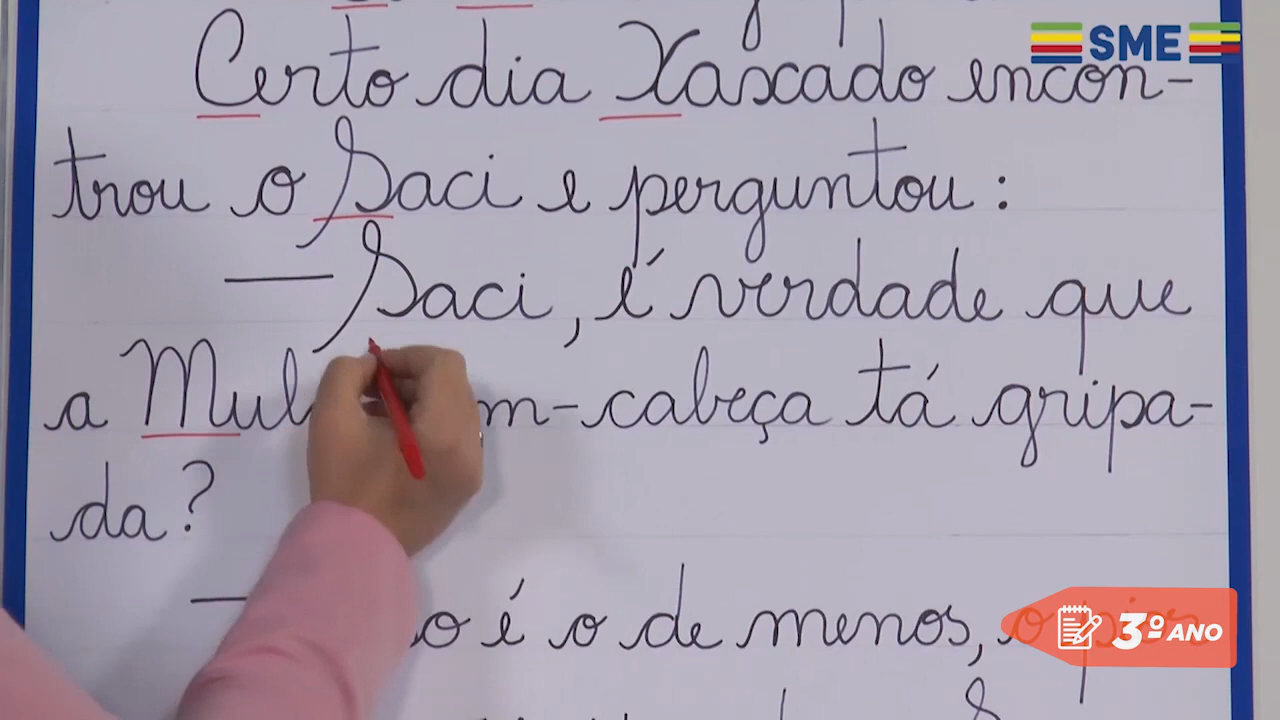 SME
Certo dia Xaxado encon-
trou o Saci e perguntou:
— Saci, é verdade que
a cabeça tá gripa-
da?
— é o de menos, o
3º ANO